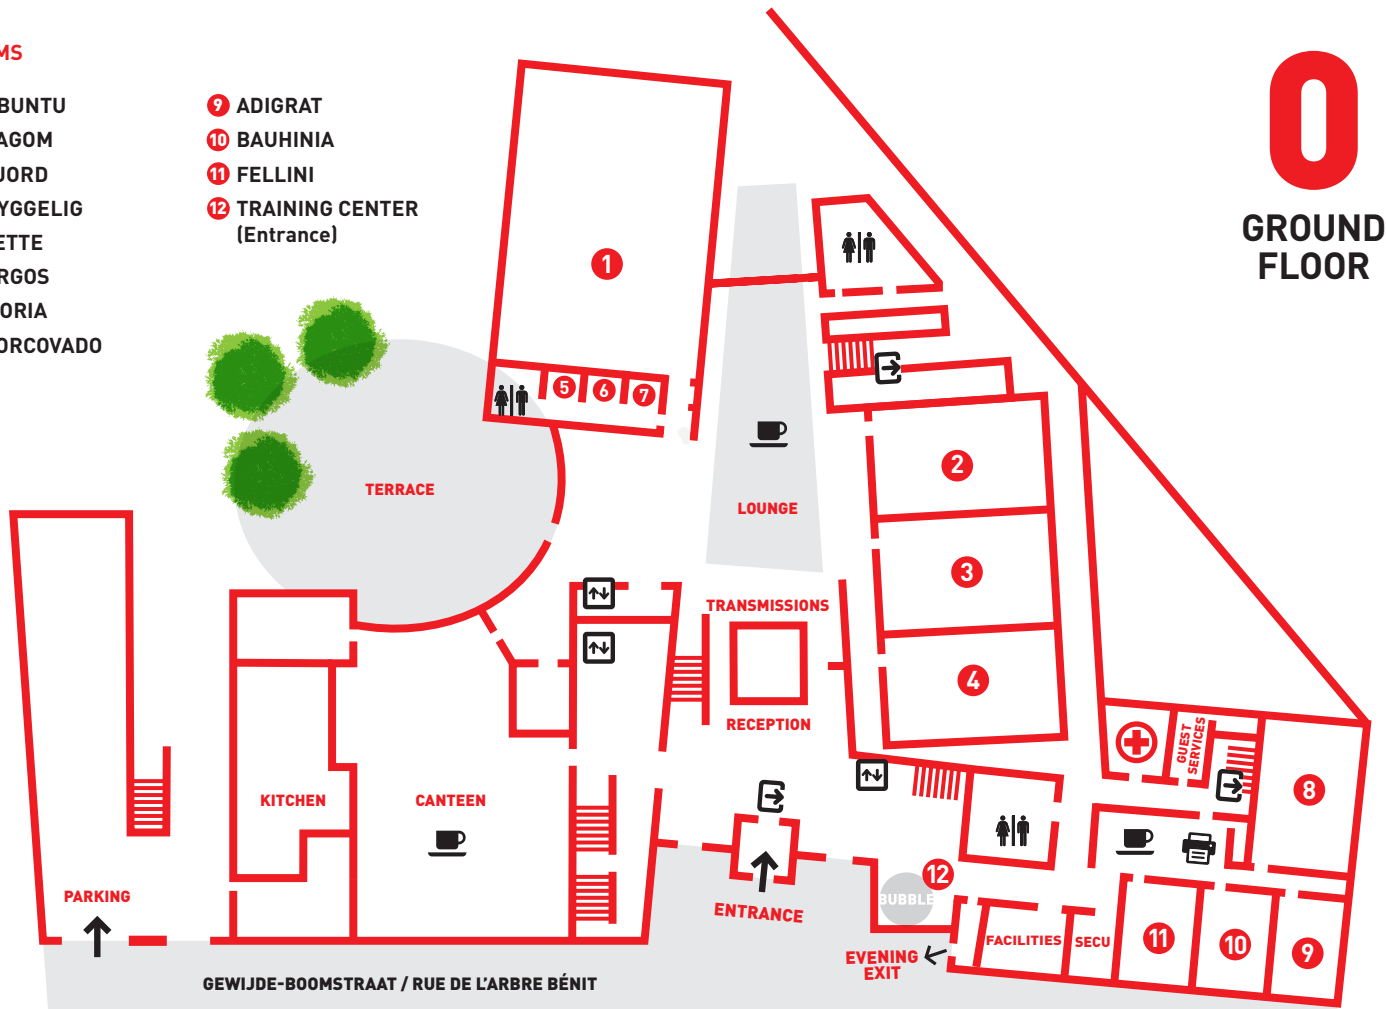 MS
BUNTU
AGOM
JORD
YGGELIG
ETTE
RGOS
ORIA
ORCOVADO
9 ADIGRAT
10 BAUHINIA
11 FELLINI
12 TRAINING CENTER
(Entrance)
0
GROUND
FLOOR
1
5 6 7
2
TERRACE
LOUNGE
3
TRANSMISSIONS
4
RECEPTION
GUEST
SERVICES
8
KITCHEN
CANTEEN
12
BUBBLE
PARKING
ENTRANCE
FACILITIES
SECU
11
10
9
EVENING
EXIT
GEWIJDE-BOOMSTRAAT / RUE DE L'ARBRE BÉNIT